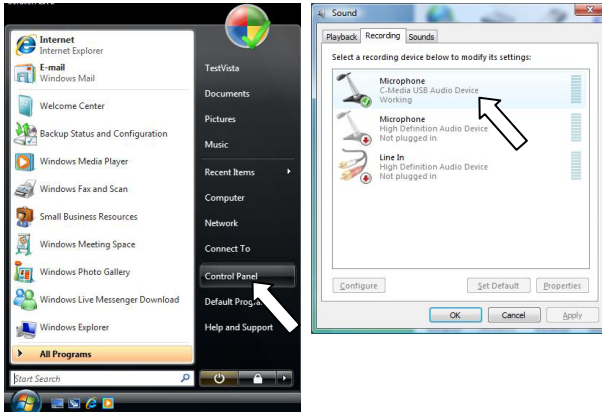 Internet
Internet Explorer
E-mail
Windows Mail
Welcome Center
Backup Status and Configuration
Windows Media Player
Windows Fax and Scan
Small Business Resources
Windows Meeting Space
Windows Photo Gallery
Windows Live Messenger Download
Windows Explorer
All Programs
Start Search
TestVista
Documents
Pictures
Music
Recent Items
Computer
Network
Connect To
Control Panel
Default
Help and Support
Sound
Playback Recording Sounds
Select a recording device below to modify its settings:
Microphone
C-Media USB Audio Device
Working
Microphone
High Definition Audio Device
Not plugged in
Line In
High Definition Audio Device
Not plugged in
Configure Set Default Properties
OK Cancel Apply